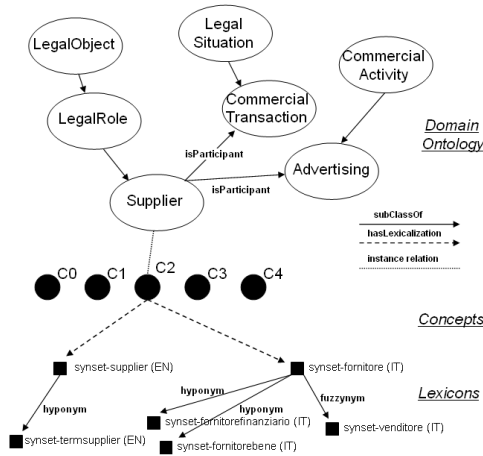 LegalObject
Legal
Situation
Commercial
Activity
LegalRole
Commercial
Transaction
Domain
Ontology
isParticipant
Advertising
isParticipant
Supplier
subClassOf
hasLexicalization
instance relation
C0
C1
C2
C3
C4
Concepts
synset-supplier (EN)
synset-fornitore (IT)
hyponym
hyponym
hyponym
fuzzynym
Lexicons
synset-termsupplier (EN)
synset-fornitorefinanziario (IT)
synset-fornitorebene (IT)
synset-venditore (IT)